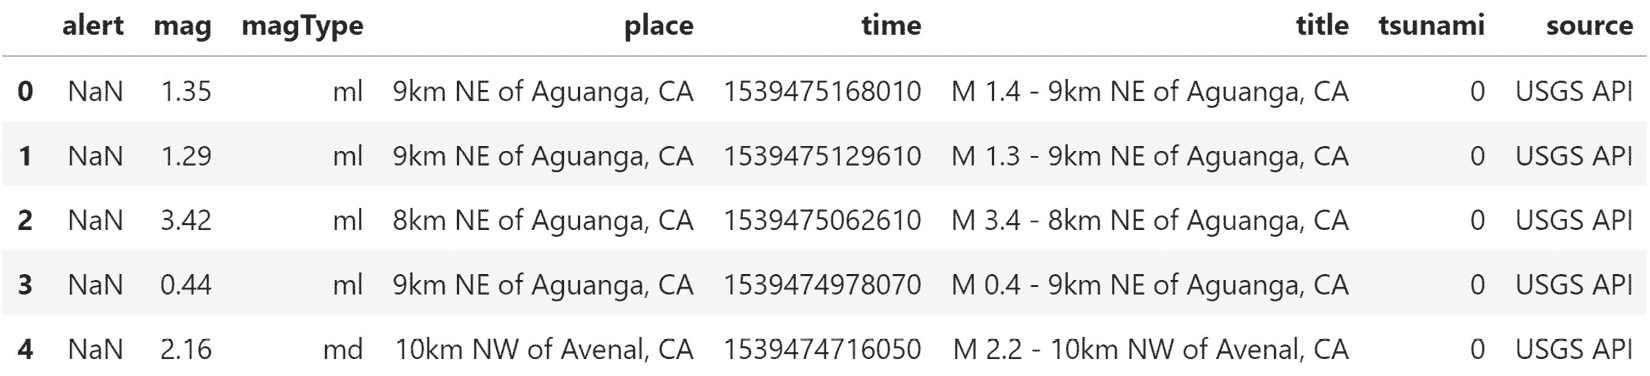 alert mag magType place time title tsunami source
0 NaN 1.35 ml 9km NE of Aguanga, CA 1539475168010 M 1.4 - 9km NE of Aguanga, CA 0 USGS API
1 NaN 1.29 ml 9km NE of Aguanga, CA 1539475129610 M 1.3 - 9km NE of Aguanga, CA 0 USGS API
2 NaN 3.42 ml 8km NE of Aguanga, CA 1539475062610 M 3.4 - 8km NE of Aguanga, CA 0 USGS API
3 NaN 0.44 ml 9km NE of Aguanga, CA 1539474978070 M 0.4 - 9km NE of Aguanga, CA 0 USGS API
4 NaN 2.16 md 10km NW of Avenal, CA 1539474716050 M 2.2 - 10km NW of Avenal, CA 0 USGS API